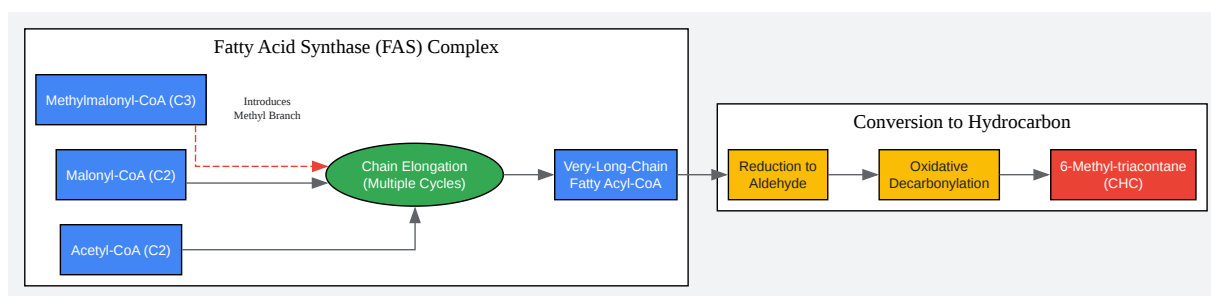 Fatty Acid Synthase (FAS) Complex
Methylmalonyl-CoA (C3)
Introduces
Methyl Branch
Malonyl-CoA (C2)
Acetyl-CoA (C2)
Chain Elongation
(Multiple Cycles)
Very-Long-Chain
Fatty Acyl-CoA
Conversion to Hydrocarbon
Reduction to
Aldehyde
Oxidative
Decarbonylation
6-Methyl-triacontane
(CHC)